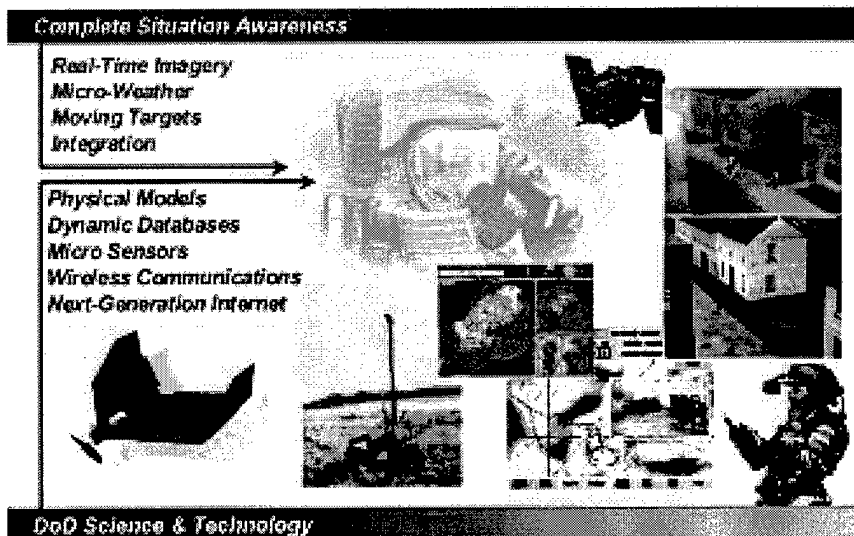 Complete Situation Awareness
Real-Time Imagery
Micro-Weather
Moving Targets
Integration
Physical Models
Dynamic Databases
Micro Sensors
Wireless Communications
Next-Generation Internet
DoD Science & Technology